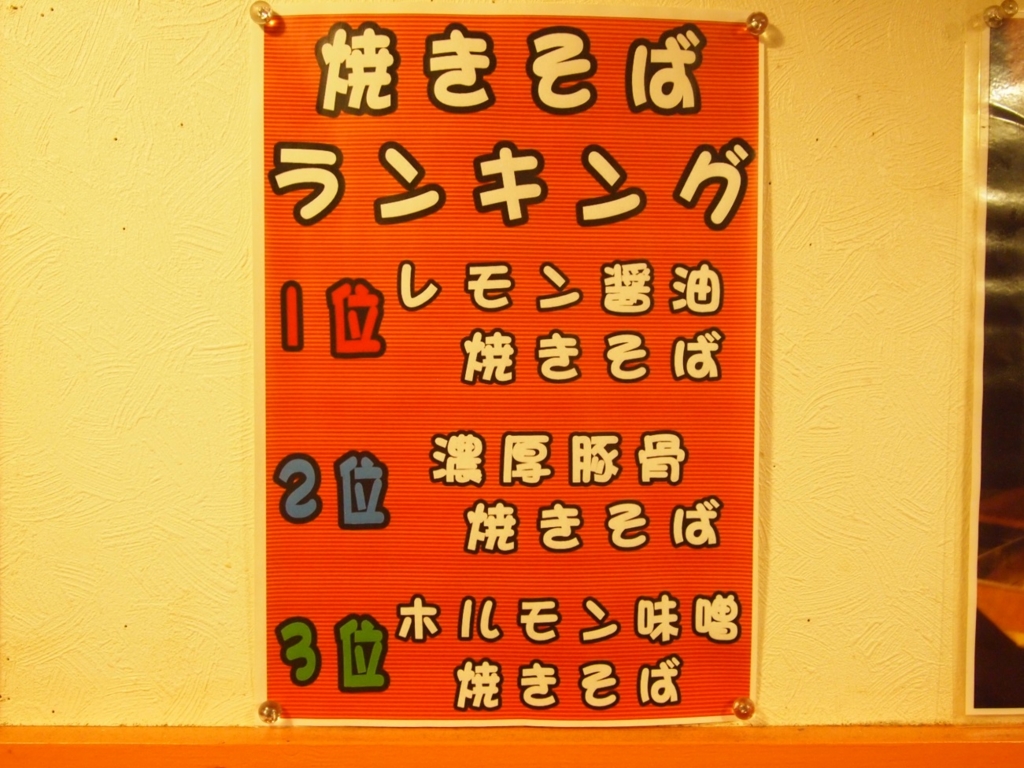 焼きそば
ランキング
1位 レモン醤油
焼きそば
2位 濃厚豚骨
焼きそば
3位 ホルモン味噌
焼きそば